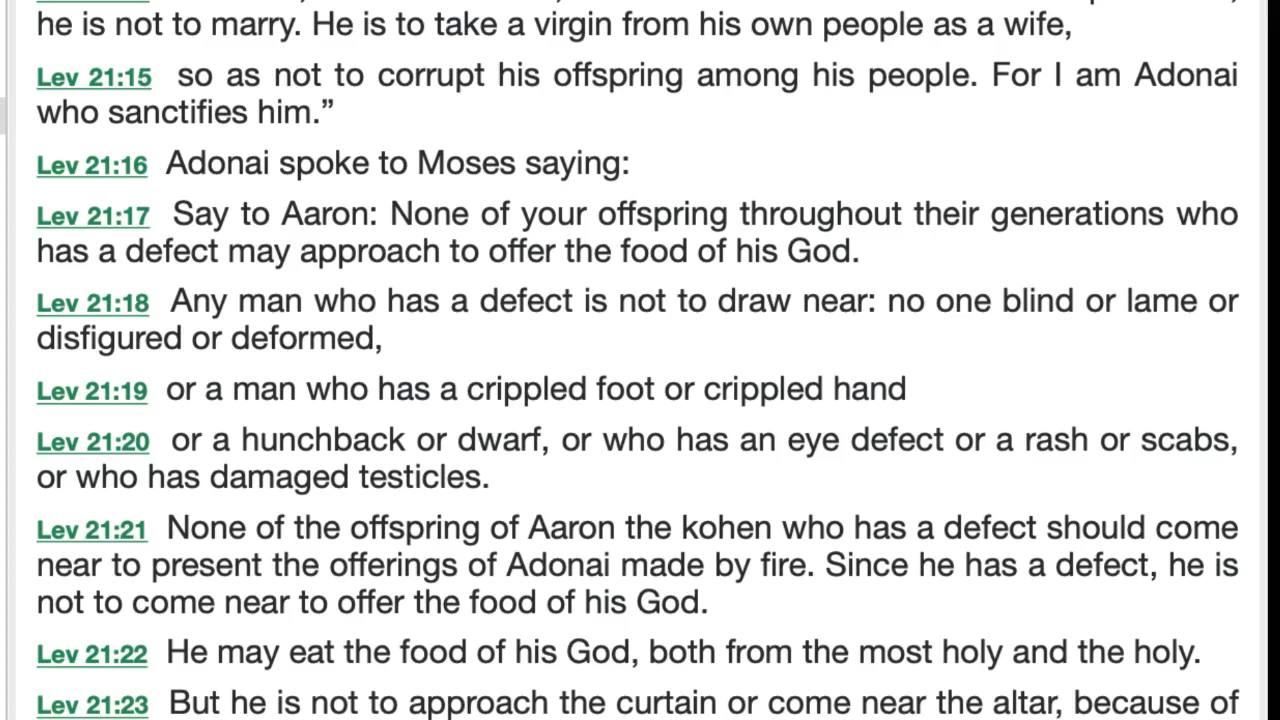 he is not to marry. He is to take a virgin from his own people as a wife,
Lev 21:15 so as not to corrupt his offspring among his people. For I am Adonai
who sanctifies him.”
Lev 21:16 Adonai spoke to Moses saying:
Lev 21:17 Say to Aaron: None of your offspring throughout their generations who
has a defect may approach to offer the food of his God.
Lev 21:18 Any man who has a defect is not to draw near: no one blind or lame or
disfigured or deformed,
Lev 21:19 or a man who has a crippled foot or crippled hand
Lev 21:20 or a hunchback or dwarf, or who has an eye defect or a rash or scabs,
or who has damaged testicles.
Lev 21:21 None of the offspring of Aaron the kohen who has a defect should come
near to present the offerings of Adonai made by fire. Since he has a defect, he is
not to come near to offer the food of his God.
Lev 21:22 He may eat the food of his God, both from the most holy and the holy.
Lev 21:23 But he is not to approach the curtain or come near the altar, because of